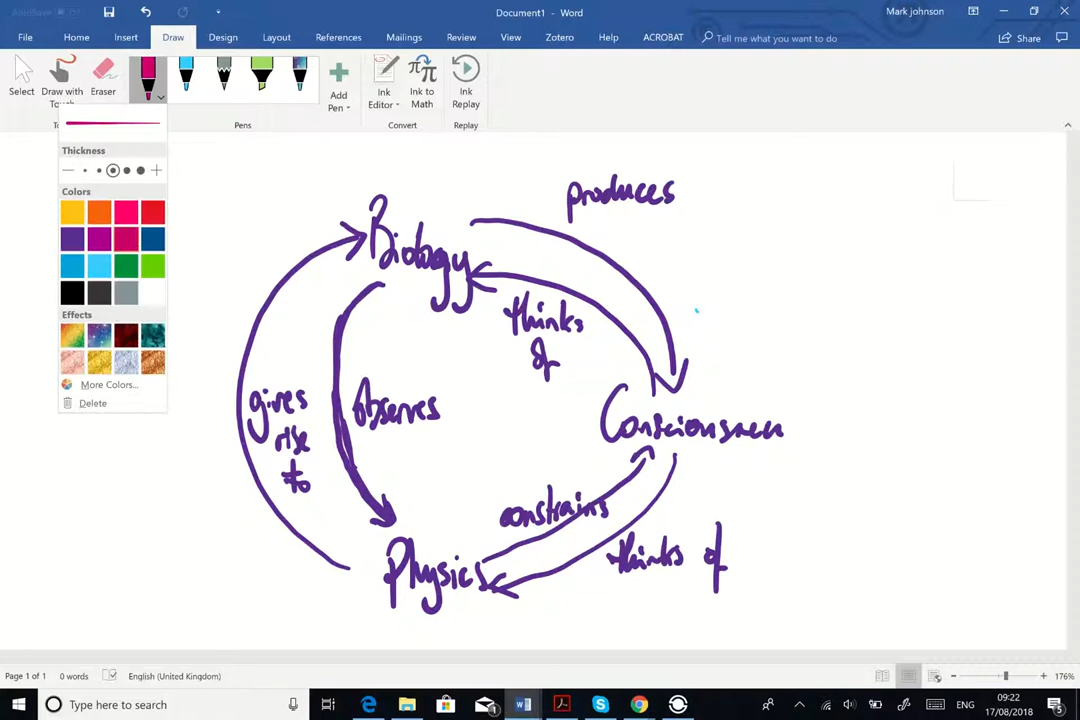 AutoSave
Document1 - Word
Mark johnson
File Home Insert Draw Design Layout References Mailings Review View Zotero Help ACROBAT Tell me what you want to do Share
Select
Draw with
Touch
Eraser
Add
Pen
Ink
Editor
Ink to
Math
Ink
Replay
Pens
Convert
Replay
Thickness
Colors
Effects
More Colors...
Delete
produces
Biology
thinks
of
gives
rise
to
observes
Consciousness
constrains
thinks of
Physics
Page 1 of 1 0 words English (United Kingdom) 176%
Type here to search
1
ENG
09:22
17/08/2018
5